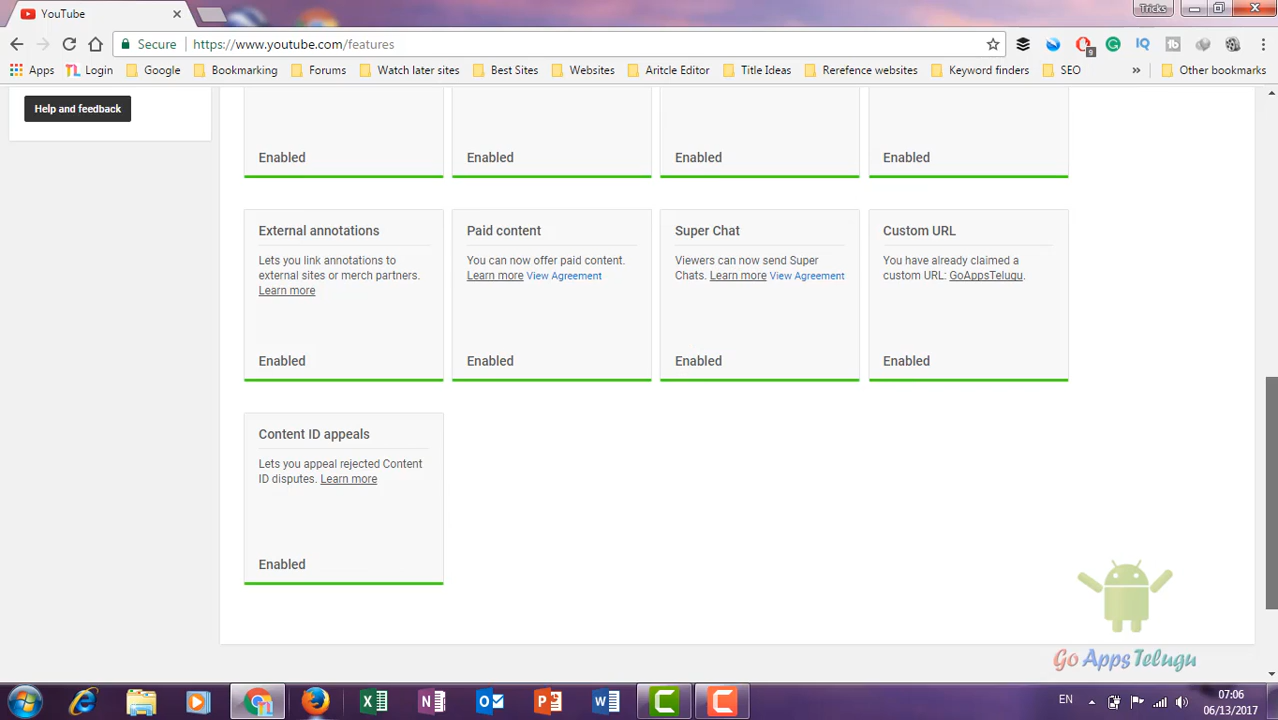 YouTube
Tricks
Secure https://www.youtube.com/features
9
Apps Login Google Bookmarking Forums Watch later sites Best Sites Websites Aritcle Editor Title Ideas Rerefence websites Keyword finders SEO » Other bookmarks
Help and feedback
Enabled Enabled Enabled Enabled
External annotations
Lets you link annotations to
external sites or merch partners.
Learn more
Enabled
Paid content
You can now offer paid content.
Learn more View Agreement
Enabled
Super Chat
Viewers can now send Super
Chats. Learn more View Agreement
Enabled
Custom URL
You have already claimed a
custom URL: GoAppsTelugu.
Enabled
Content ID appeals
Lets you appeal rejected Content
ID disputes. Learn more
Enabled
Go Apps Telugu
EN
07:06
06/13/2017